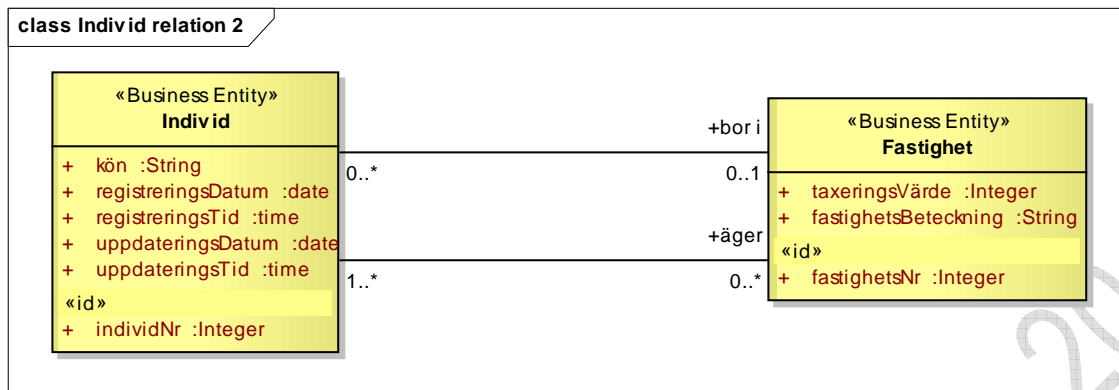 class Individ relation 2
«Business Entity»
Individ
+ kön :String
+ registreringsDatum :date
+ registreringsTid :time
+ uppdateringsDatum :date
+ uppdateringsTid :time
«id»
+ individNr :Integer
+bor i
0..*
0..1
+äger
1..*
0..*
«Business Entity»
Fastighet
+ taxeringsVärde :Integer
+ fastighetsBeteckning :String
«id»
+ fastighetsNr :Integer